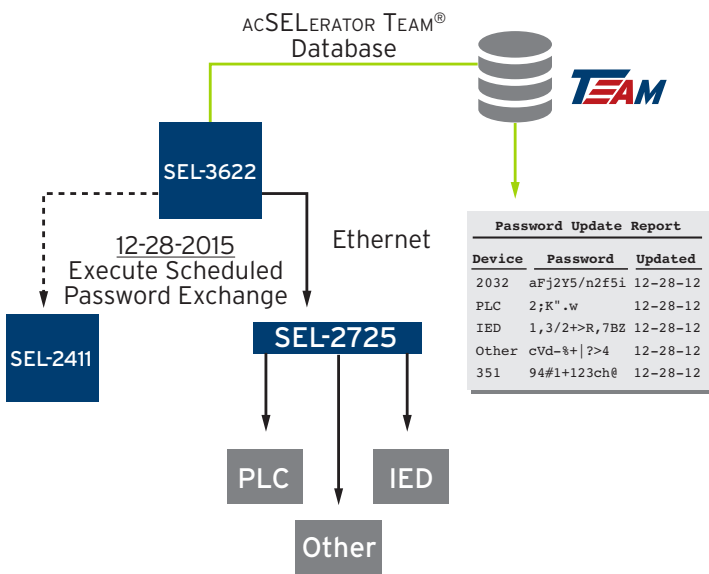 ACSELERATOR TEAM®
Database
TEAM
SEL-3622
12-28-2015
Execute Scheduled
Password Exchange
Ethernet
SEL-2411
SEL-2725
PLC
IED
Other
Password Update Report
Device Password Updated
2032 aFj2Y5/n2f5i 12-28-12
PLC 2;K".w 12-28-12
IED 1,3/2+>R,7BZ 12-28-12
Other cVd-%+|?>4 12-28-12
351 94#1+123ch@ 12-28-12